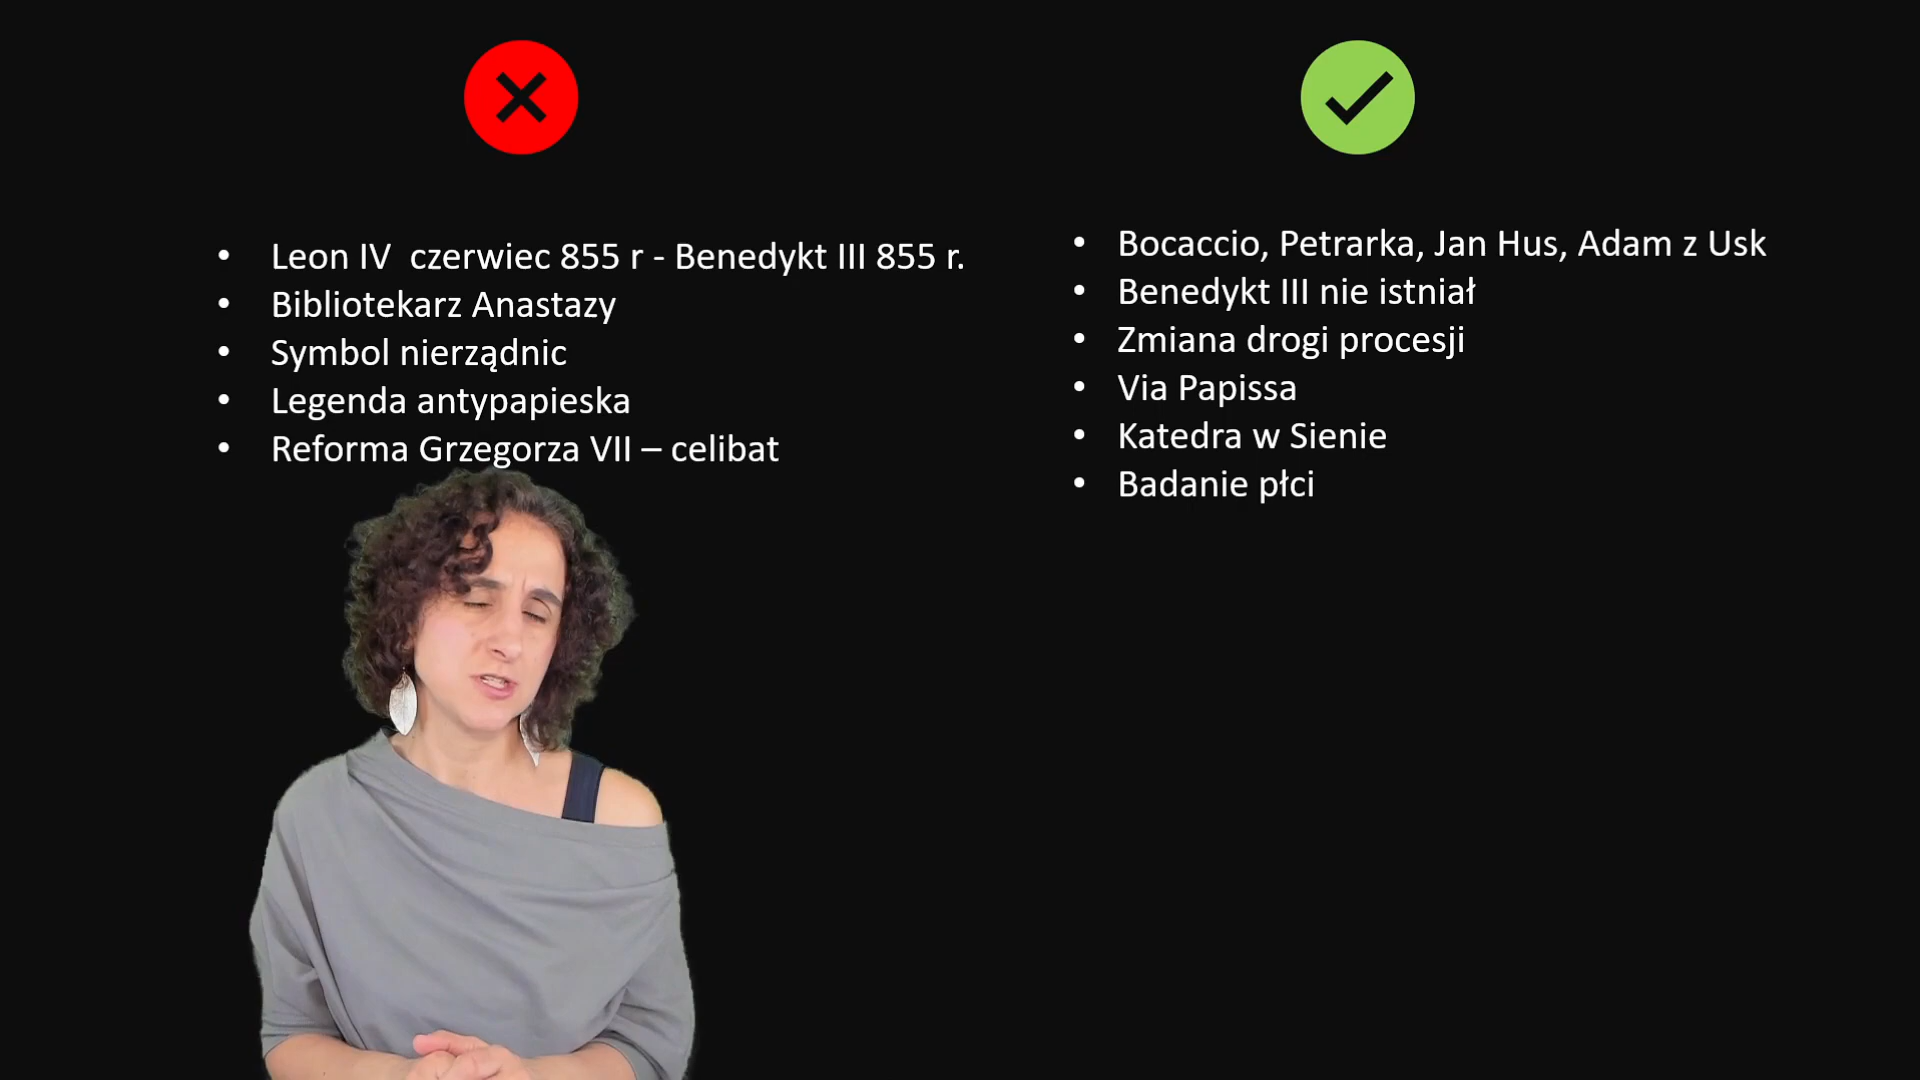 Leon IV  czerwiec 855 r - Benedykt III 855 r.
Bibliotekarz Anastazy
Symbol nierządnic
Legenda antypapieska
Reforma Grzegorza VII – celibat
Bocaccio, Petrarka, Jan Hus, Adam z Usk
Benedykt III nie istniał
Zmiana drogi procesji
Via Papissa
Katedra w Sienie
Badanie płci